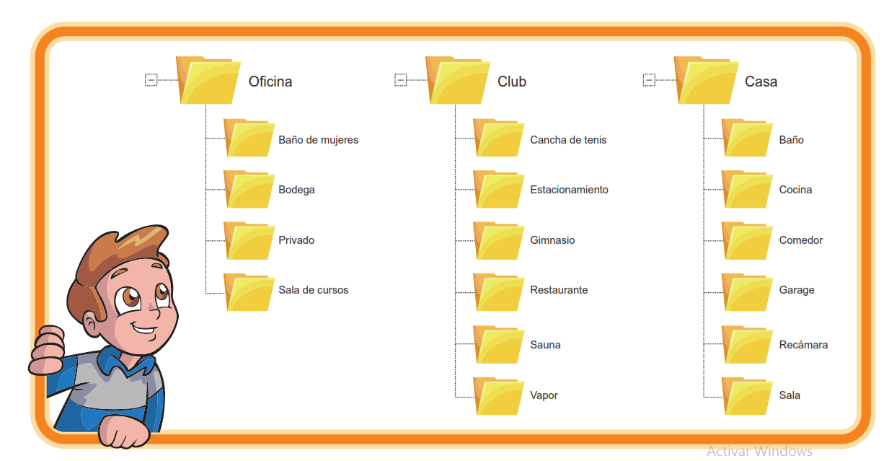 Oficina
Baño de mujeres
Bodega
Privado
Sala de cursos
Club
Cancha de tenis
Estacionamiento
Gimnasio
Restaurante
Sauna
Vapor
Casa
Baño
Cocina
Comedor
Garage
Recámara
Sala
Activar Windows